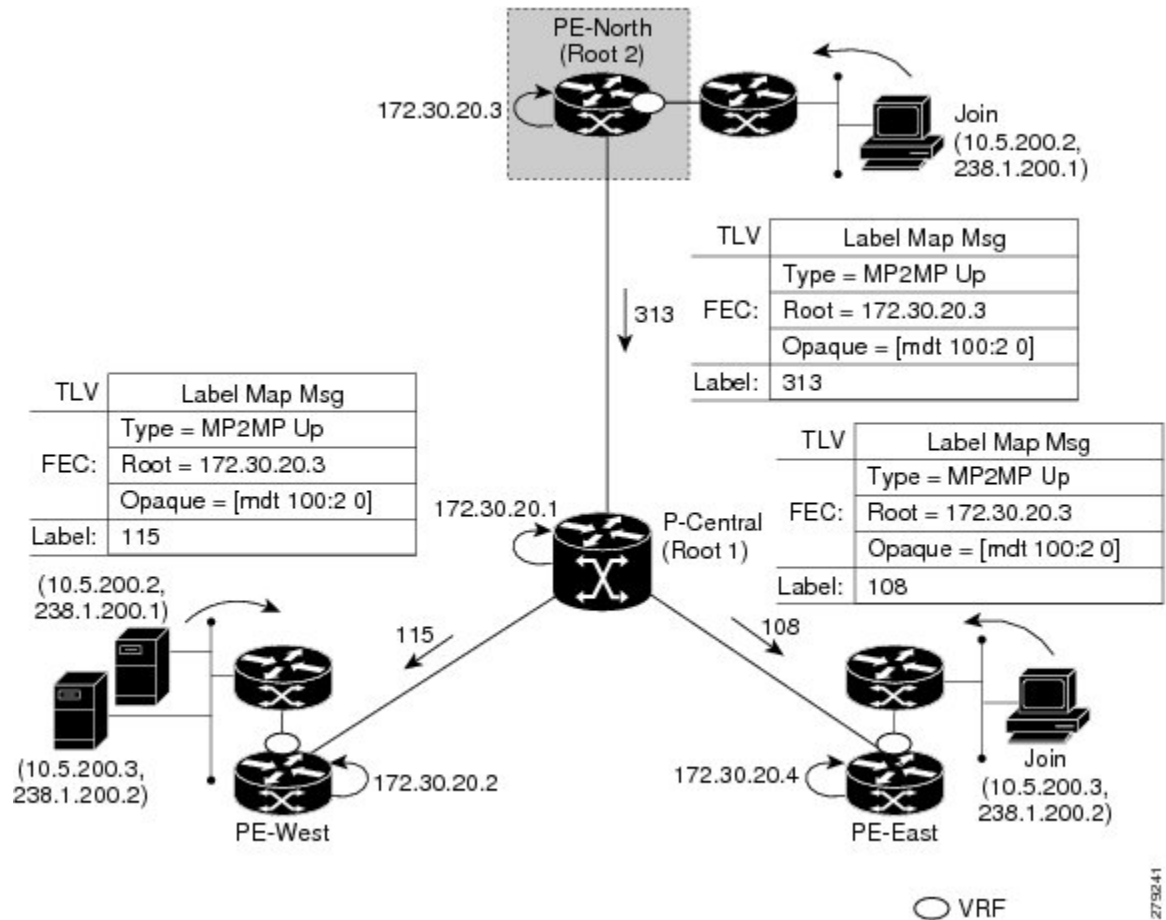 PE-North
(Root 2)
172.30.20.3
Join
(10.5.200.2,
238.1.200.1)
TLV
Label Map Msg
FEC:
Type = MP2MP Up
Root = 172.30.20.3
Opaque = [mdt 100:2 0]
Label:
313
313
TLV
Label Map Msg
FEC:
Type = MP2MP Up
Root = 172.30.20.3
Opaque = [mdt 100:2 0]
Label:
115
TLV
Label Map Msg
FEC:
Type = MP2MP Up
Root = 172.30.20.3
Opaque = [mdt 100:2 0]
Label:
108
172.30.20.1
P-Central
(Root 1)
(10.5.200.2,
238.1.200.1)
115
108
(10.5.200.3,
238.1.200.2)
172.30.20.2
PE-West
172.30.20.4
PE-East
Join
(10.5.200.3,
238.1.200.2)
VRF
279241